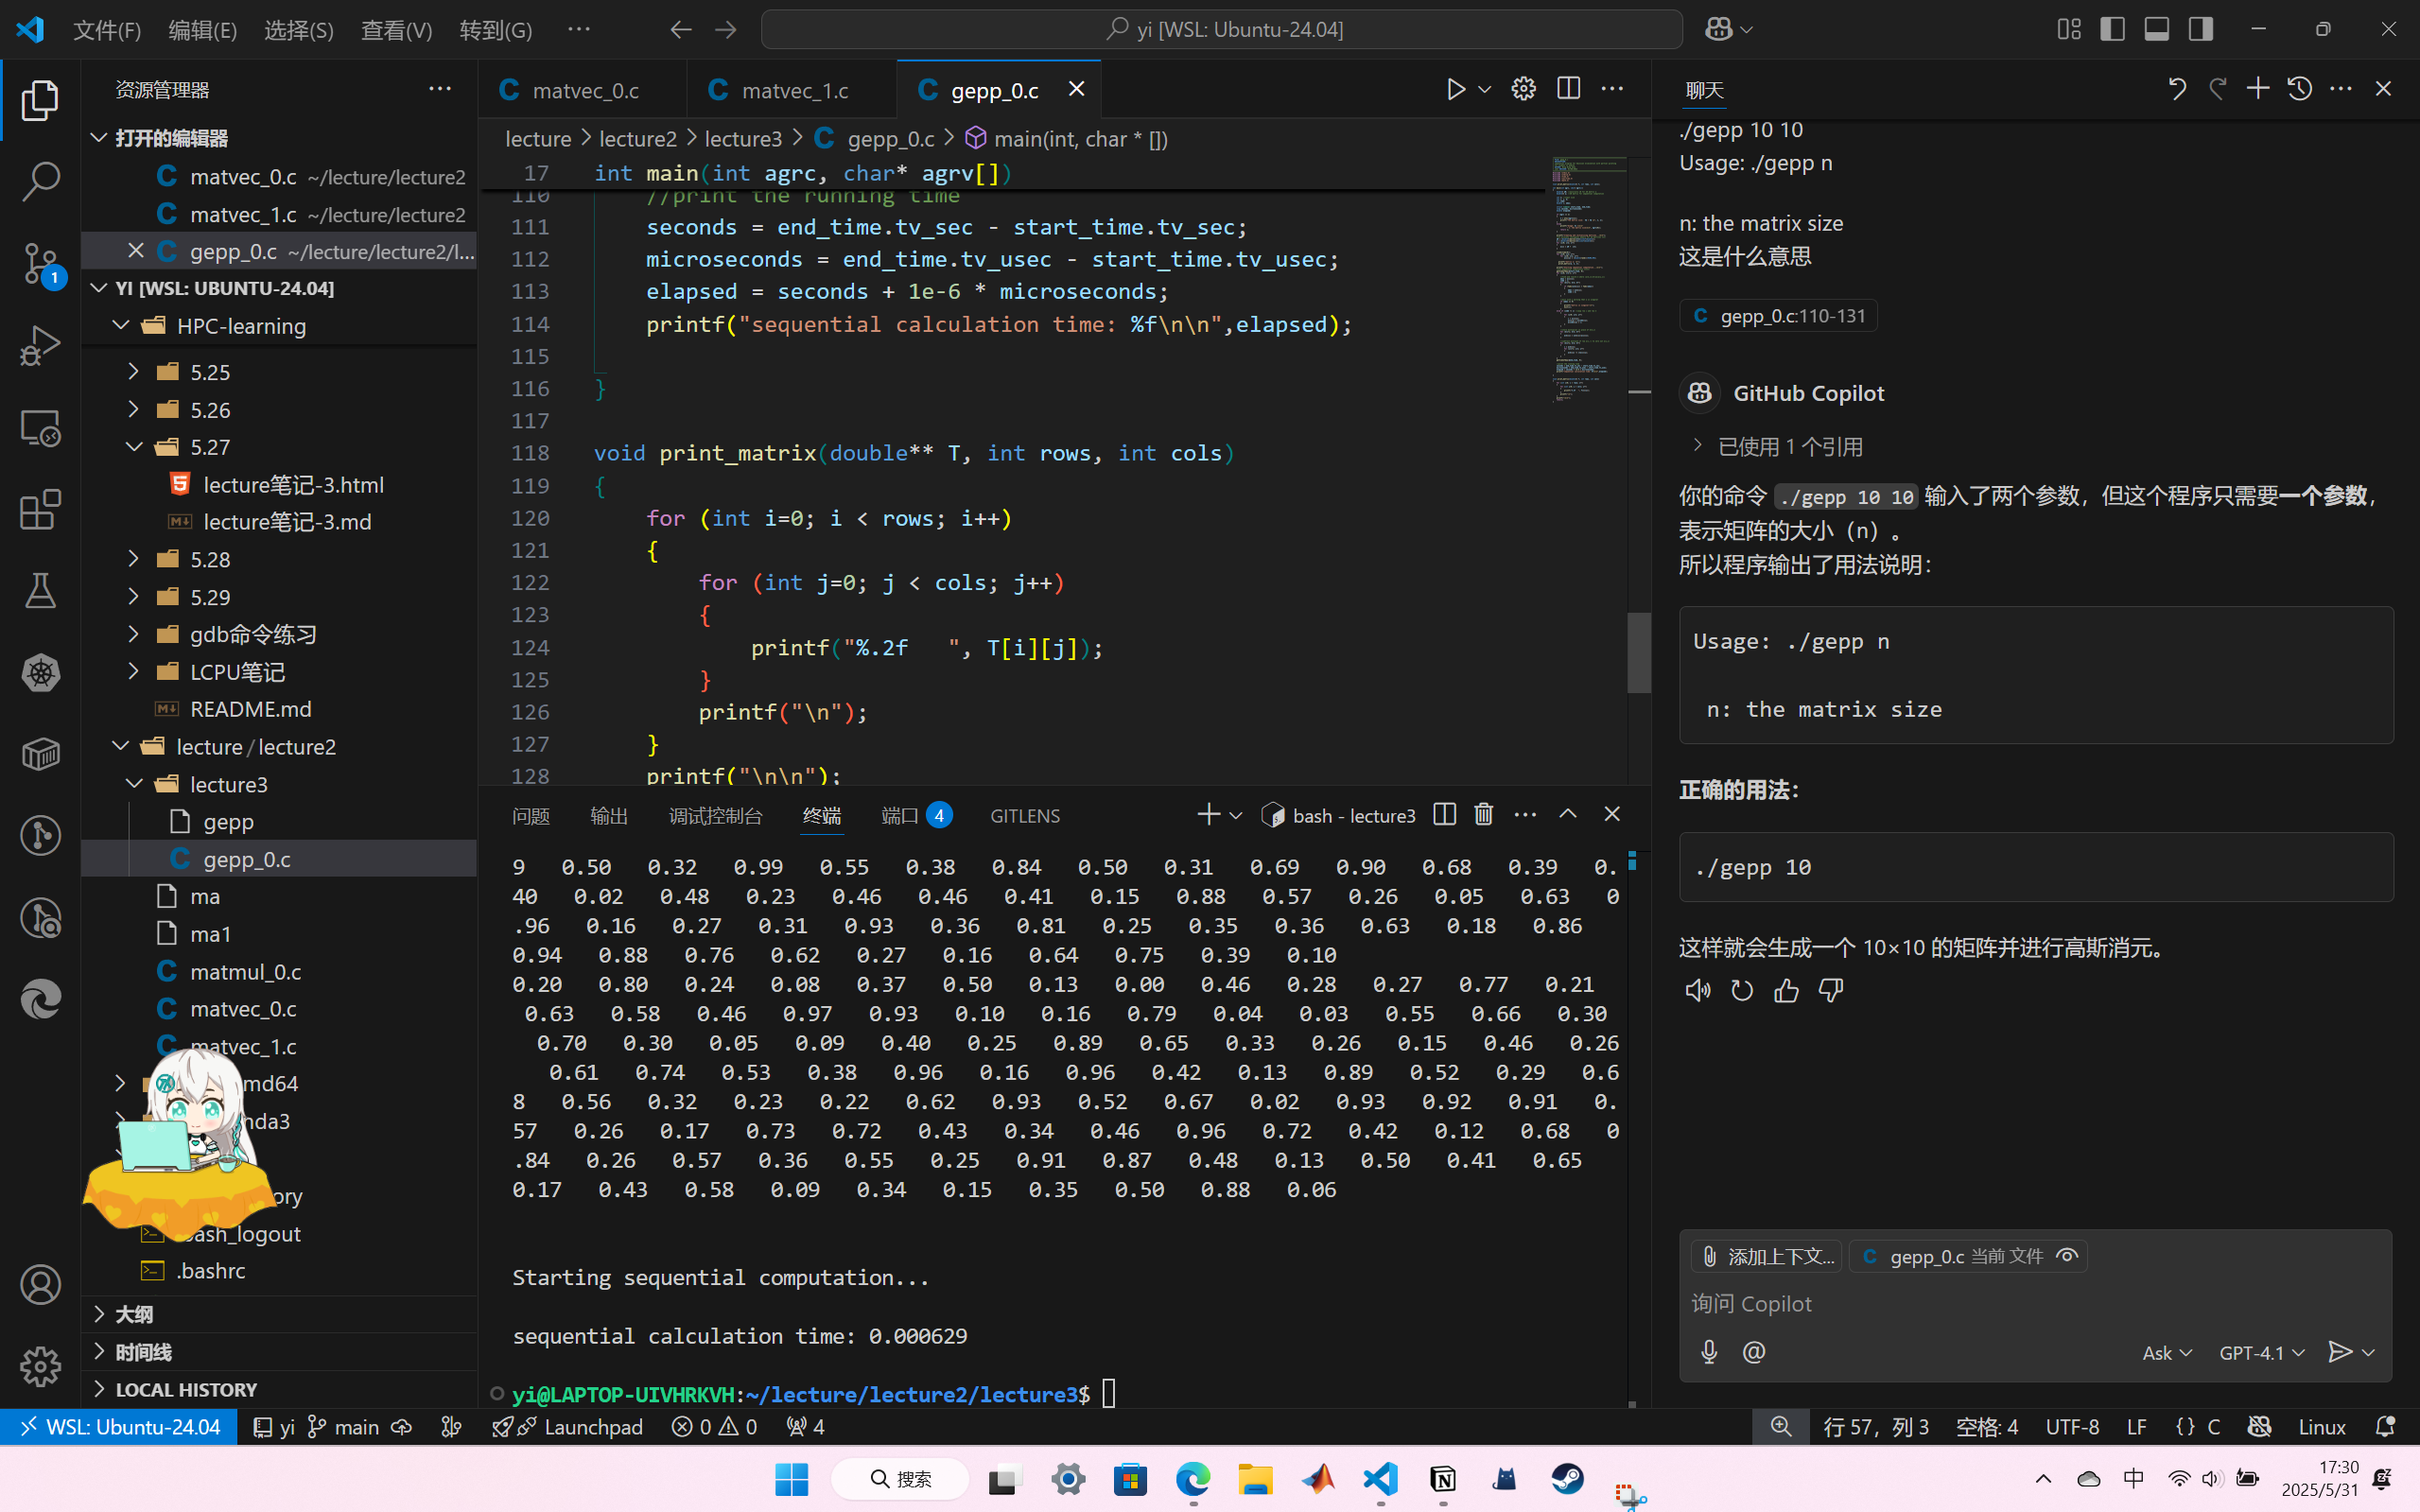 文件(F) 编辑(E) 选择(S) 查看(V) 转到(G) ··· yi [WSL: Ubuntu-24.04]
资源管理器 ···
打开的编辑器
matvec_0.c ~/lecture/lecture2
matvec_1.c ~/lecture/lecture2
gepp_0.c ~/lecture/lecture2/l...
YI [WSL: UBUNTU-24.04]
HPC-learning
5.25
5.26
5.27
lecture笔记-3.html
lecture笔记-3.md
5.28
5.29
gdb命令练习
LCPU笔记
README.md
lecture/lecture2
lecture3
gepp
gepp_0.c
ma
ma1
matmul_0.c
matvec_0.c
matvec_1.c
md64
nda3
ory
bash_logout
.bashrc
大纲
时间线
LOCAL HISTORY
matvec_0.c matvec_1.c gepp_0.c
lecture > lecture2 > lecture3 > C gepp_0.c > main(int, char * [])
17 int main(int agrc, char* agrv[])
110 //print the running time
111 seconds = end_time.tv_sec - start_time.tv_sec;
112 microseconds = end_time.tv_usec - start_time.tv_usec;
113 elapsed = seconds + 1e-6 * microseconds;
114 printf("sequential calculation time: %f\n\n",elapsed);
115
116 }
117
118 void print_matrix(double** T, int rows, int cols)
119 {
120 for (int i=0; i < rows; i++)
121 {
122 for (int j=0; j < cols; j++)
123 {
124 printf("%.2f   ", T[i][j]);
125 }
126 printf("\n");
127 }
128 printf("\n\n");
问题 输出 调试控制台 终端 端口 4 GITLENS bash - lecture3
9 0.50 0.32 0.99 0.55 0.38 0.84 0.50 0.31 0.69 0.90 0.68 0.39 0.
40 0.02 0.48 0.23 0.46 0.46 0.41 0.15 0.88 0.57 0.26 0.05 0.63 0
.96 0.16 0.27 0.31 0.93 0.36 0.81 0.25 0.35 0.36 0.63 0.18 0.86
0.94 0.88 0.76 0.62 0.27 0.16 0.64 0.75 0.39 0.10
0.20 0.80 0.24 0.08 0.37 0.50 0.13 0.00 0.46 0.28 0.27 0.77 0.21
0.63 0.58 0.46 0.97 0.93 0.10 0.16 0.79 0.04 0.03 0.55 0.66 0.30
0.70 0.30 0.05 0.09 0.40 0.25 0.89 0.65 0.33 0.26 0.15 0.46 0.26
0.61 0.74 0.53 0.38 0.96 0.16 0.96 0.42 0.13 0.89 0.52 0.29 0.6
8 0.56 0.32 0.23 0.22 0.62 0.93 0.52 0.67 0.02 0.93 0.92 0.91 0.
57 0.26 0.17 0.73 0.72 0.43 0.34 0.46 0.96 0.72 0.42 0.12 0.68 0
.84 0.26 0.57 0.36 0.55 0.25 0.91 0.87 0.48 0.13 0.50 0.41 0.65
0.17 0.43 0.58 0.09 0.34 0.15 0.35 0.50 0.88 0.06
Starting sequential computation...
sequential calculation time: 0.000629
yi@LAPTOP-UIVHRKVH:~/lecture/lecture2/lecture3$
聊天
./gepp 10 10
Usage: ./gepp n
n: the matrix size
这是什么意思
C gepp_0.c:110-131
GitHub Copilot
已使用 1 个引用
你的命令 ./gepp 10 10 输入了两个参数，但这个程序只需要一个参数，
表示矩阵的大小（n）。
所以程序输出了用法说明：
Usage: ./gepp n
n: the matrix size
正确的用法：
./gepp 10
这样就会生成一个 10×10 的矩阵并进行高斯消元。
添加上下文... C gepp_0.c 当前 文件
询问 Copilot
@ Ask GPT-4.1
WSL: Ubuntu-24.04 yi main Launchpad 0 0 4 行 57，列 3 空格: 4 UTF-8 LF {} C Linux
搜索 中 17:30
2025/5/31